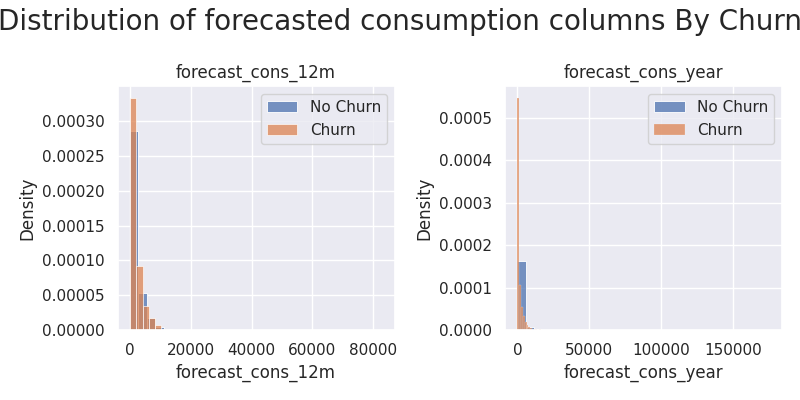 Distribution of forecasted consumption columns By Churn
forecast_cons_12m
No Churn
Churn
0.00030
0.00025
0.00020
0.00015
0.00010
0.00005
0.00000
Density
0 20000 40000 60000 80000
forecast_cons_12m
forecast_cons_year
No Churn
Churn
0.0005
0.0004
0.0003
0.0002
0.0001
0.0000
Density
0 50000 100000 150000
forecast_cons_year